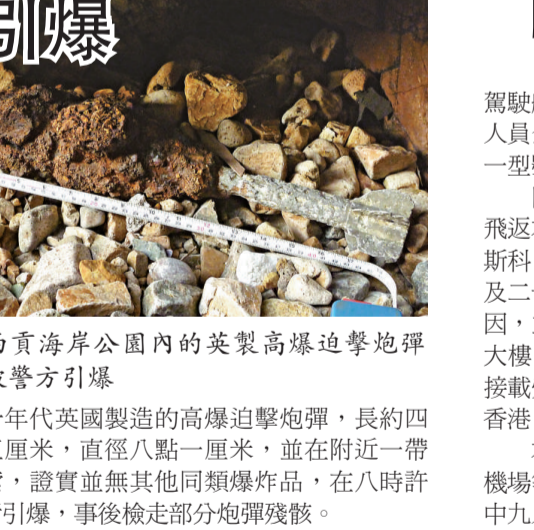 引爆
貢海岸公園內的英製高爆迫擊炮彈
警方引爆
年代英國製造的高爆迫擊炮彈，長約四
厘米，直徑八點一厘米，並在附近一帶
，證實並無其他同類爆炸品，在八時許
引爆，事後檢走部分炮彈殘骸。
駕駛
人員
一型
飛返
斯科
及二
因，
大樓
接載
香港
機場
中九